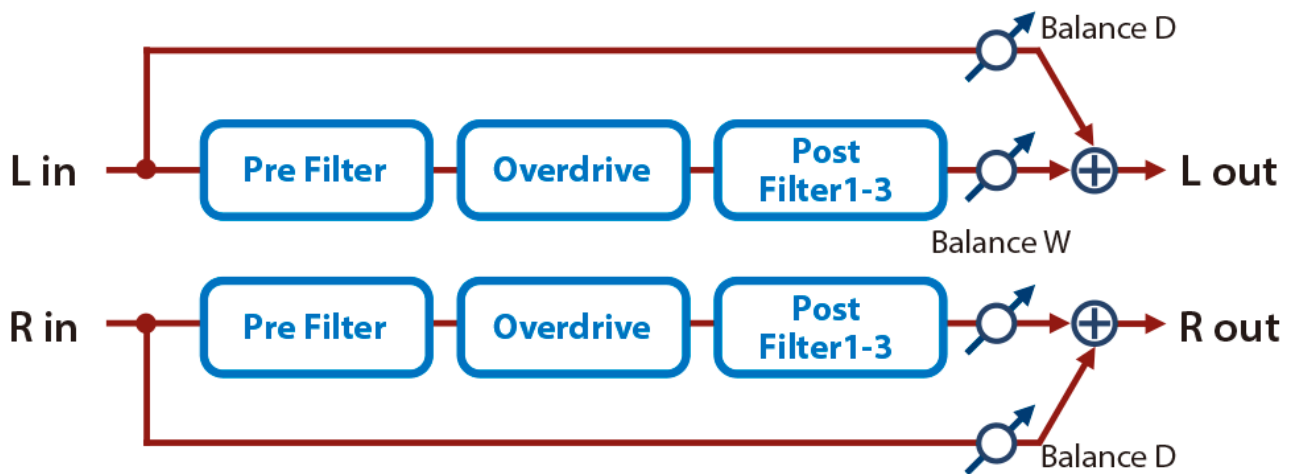 Balance D
L in
Pre Filter
Overdrive
Post
Filter1-3
L out
Balance W
R in
Pre Filter
Overdrive
Post
Filter1-3
R out
Balance D